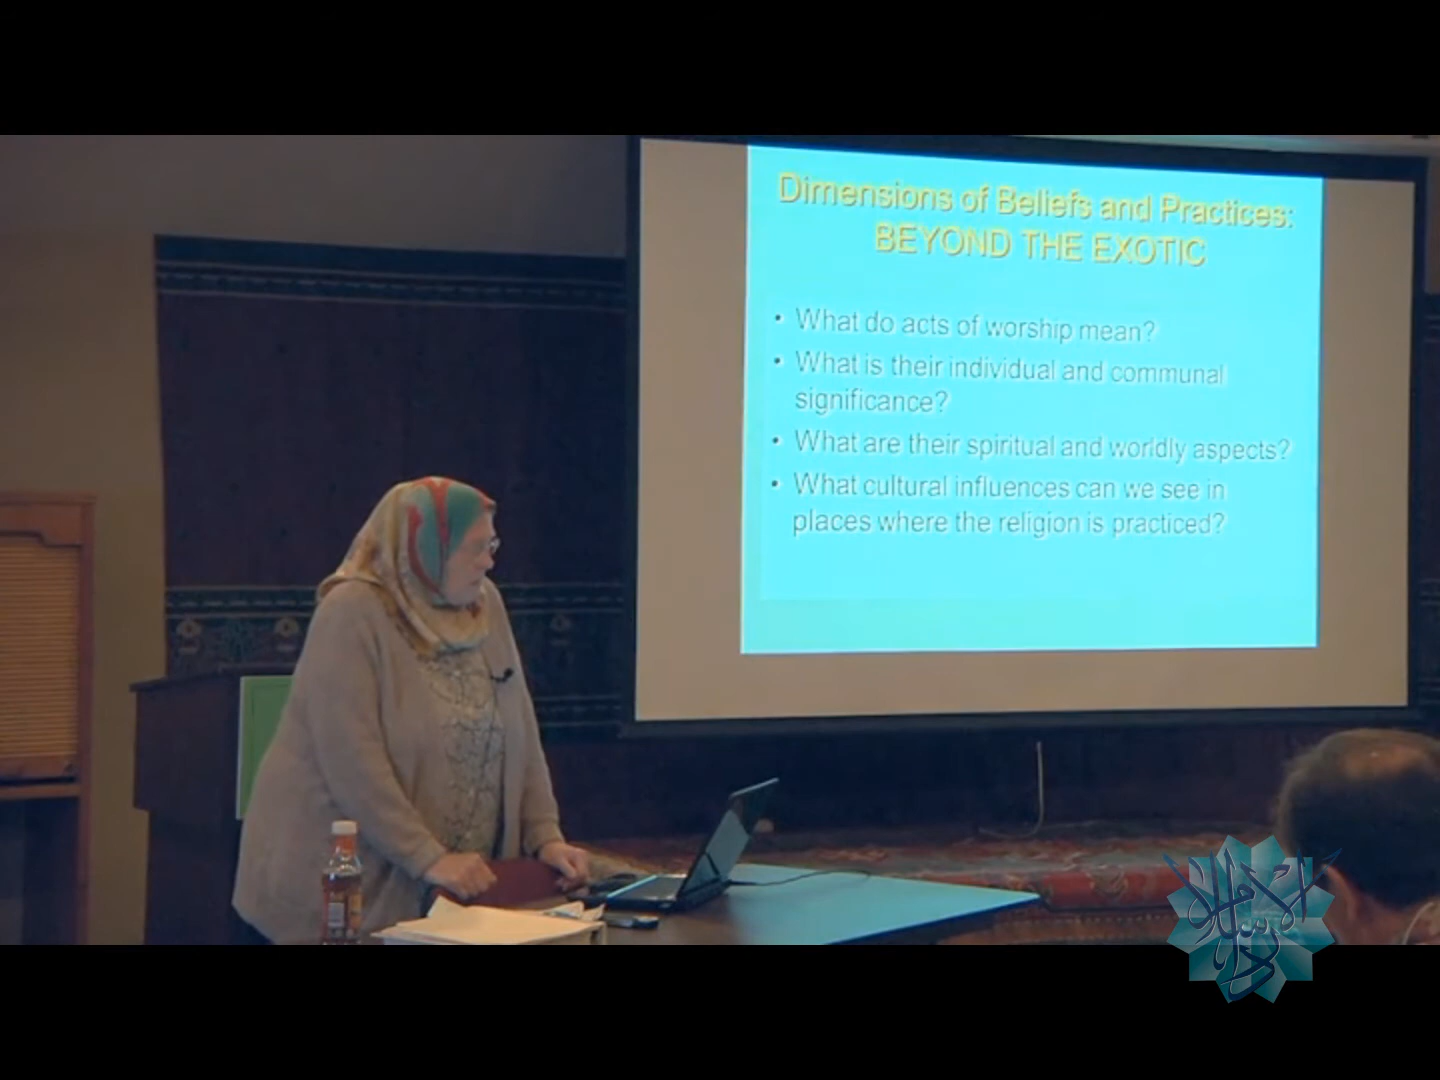 Dimensions of Beliefs and Practices:
BEYOND THE EXOTIC
• What do acts of worship mean?
• What is their individual and communal
significance?
• What are their spiritual and worldly aspects?
• What cultural influences can we see in
places where the religion is practiced?